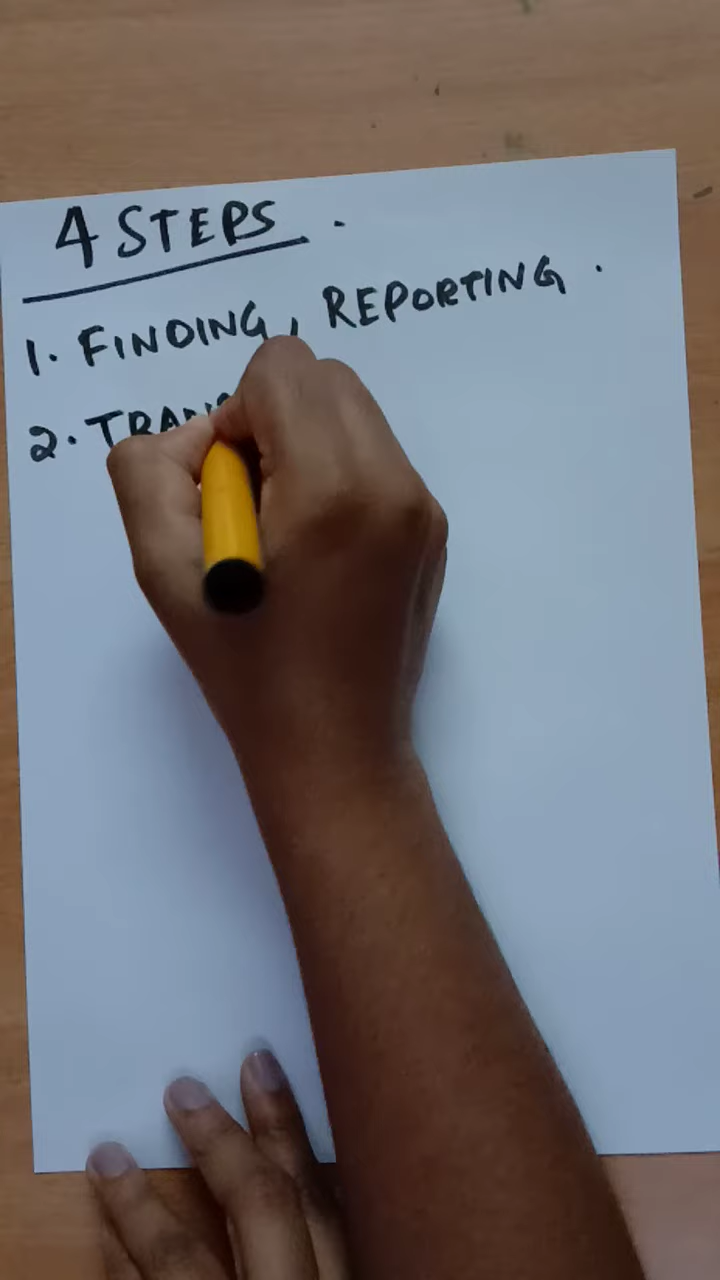 4 STEPS .
1. FINDING, REPORTING .
2.